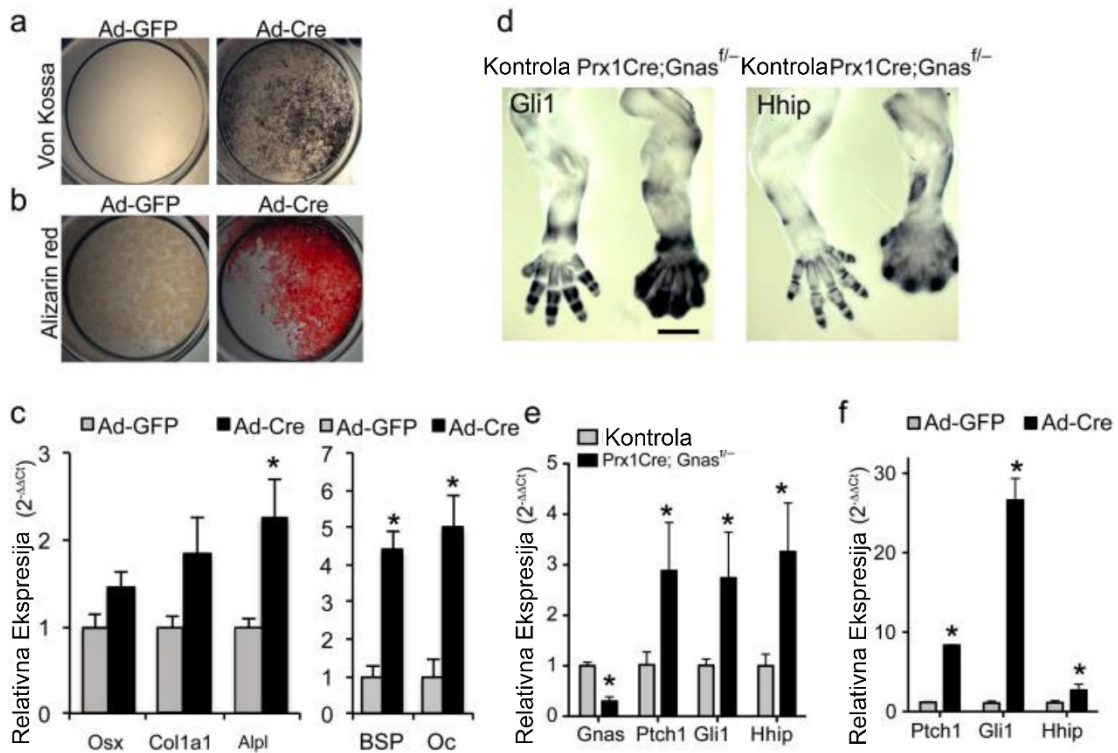 a
Ad-GFP Ad-Cre
Von Kossa
b
Ad-GFP Ad-Cre
Alizarin red
d
Kontrola Prx1Cre;Gnas^f/– Kontrola Prx1Cre;Gnas^f/–
Gli1 Hhip
c
Ad-GFP Ad-Cre Ad-GFP Ad-Cre
Relativna Ekspresija (2^-ΔΔCt)
3
2
1
0
Osx Col1a1 Alpl
*
7
6
5
4
3
2
1
0
BSP Oc
* *
e
Kontrola
Prx1Cre; Gnas^f/–
Relativna Ekspresija (2^-ΔΔCt)
5
4
3
2
1
0
Gnas Ptch1 Gli1 Hhip
* * * *
f
Ad-GFP Ad-Cre
Relativna Ekspresija (2^-ΔΔCt)
30
20
10
0
Ptch1 Gli1 Hhip
* * *